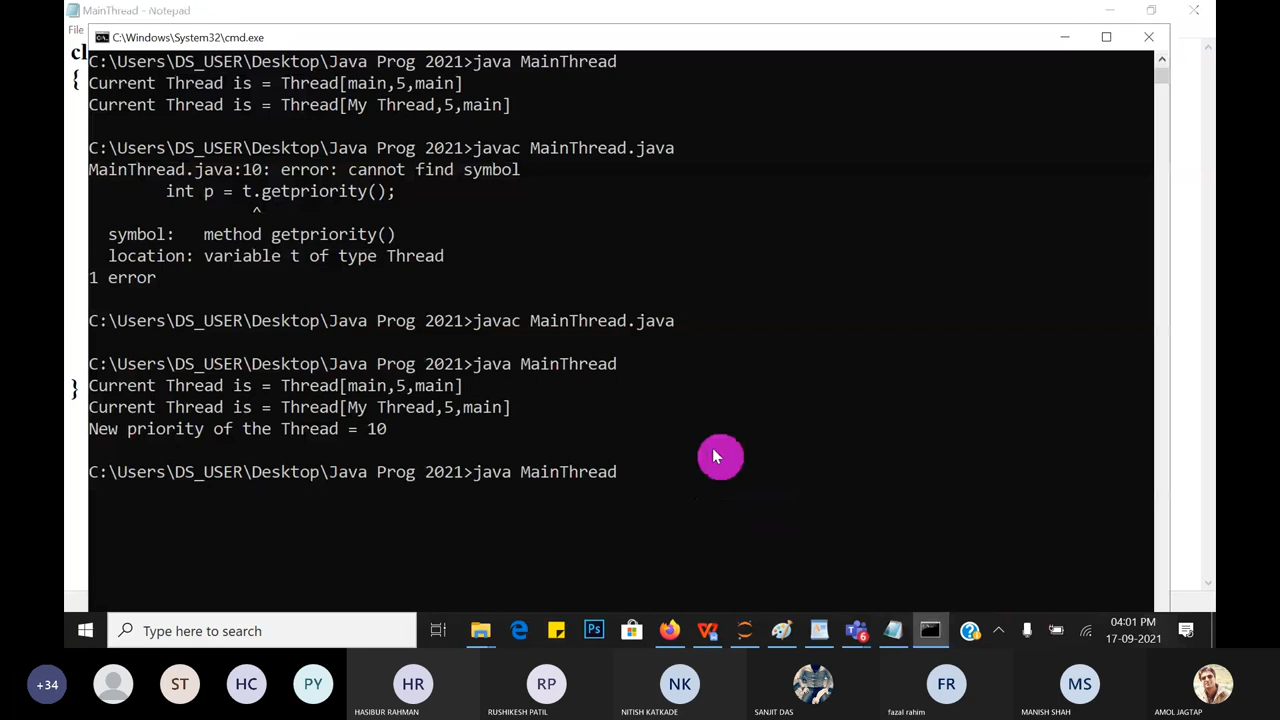 MainThread - Notepad
File
C:\Windows\System32\cmd.exe
cl
{
C:\Users\DS_USER\Desktop\Java Prog 2021>java MainThread
Current Thread is = Thread[main,5,main]
Current Thread is = Thread[My Thread,5,main]
C:\Users\DS_USER\Desktop\Java Prog 2021>javac MainThread.java
MainThread.java:10: error: cannot find symbol
int p = t.getpriority();
^
symbol:   method getpriority()
location: variable t of type Thread
1 error
C:\Users\DS_USER\Desktop\Java Prog 2021>javac MainThread.java
C:\Users\DS_USER\Desktop\Java Prog 2021>java MainThread
}
Current Thread is = Thread[main,5,main]
Current Thread is = Thread[My Thread,5,main]
New priority of the Thread = 10
C:\Users\DS_USER\Desktop\Java Prog 2021>java MainThread
Type here to search
Ps
6
04:01 PM
17-09-2021
+34
ST
HC
PY
HR
RP
NK
FR
MS
HASIBUR RAHMAN
RUSHIKESH PATIL
NITISH KATKADE
SANJIT DAS
fazal rahim
MANISH SHAH
AMOL JAGTAP